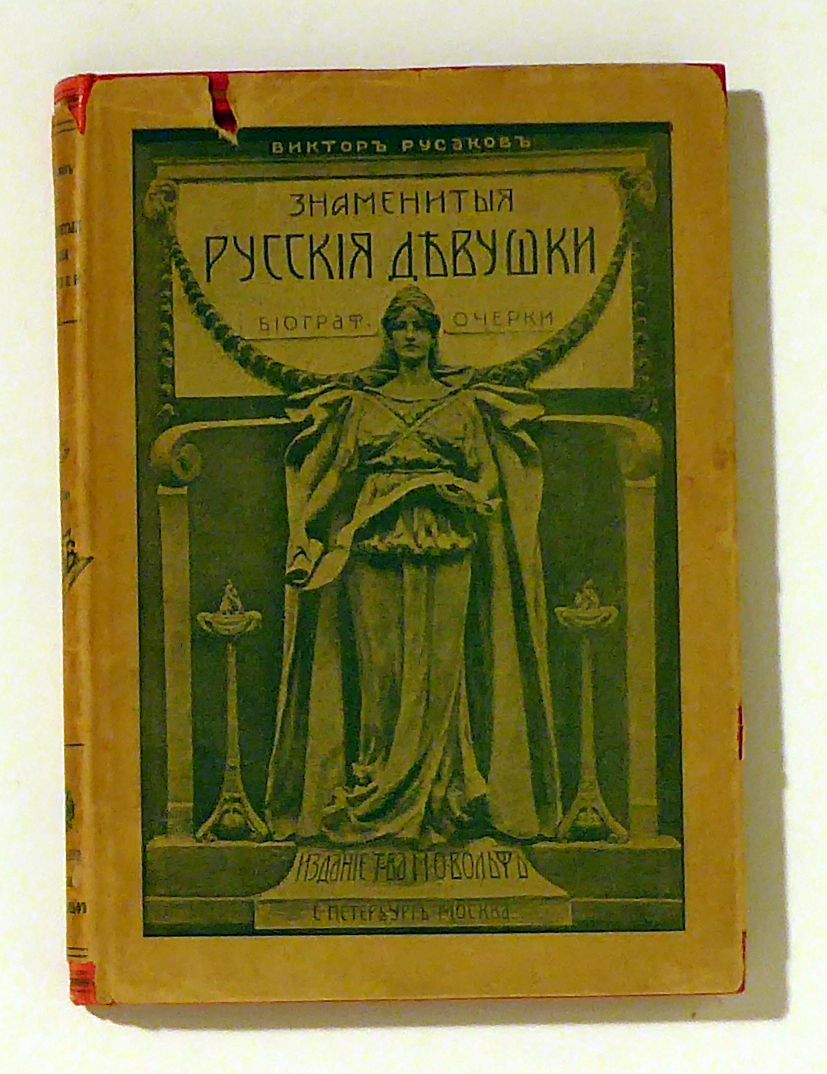 ВИКТОРЪ РУСАКОВЪ
ЗНАМЕНИТЫЯ
РУССКІЯ ДѢВУШКИ
БІОГРАФ. ОЧЕРКИ
ИЗДАНІЕ Т-ВА М.О.ВОЛЬФЪ
С-ПЕТЕРБУРГЪ МОСКВА